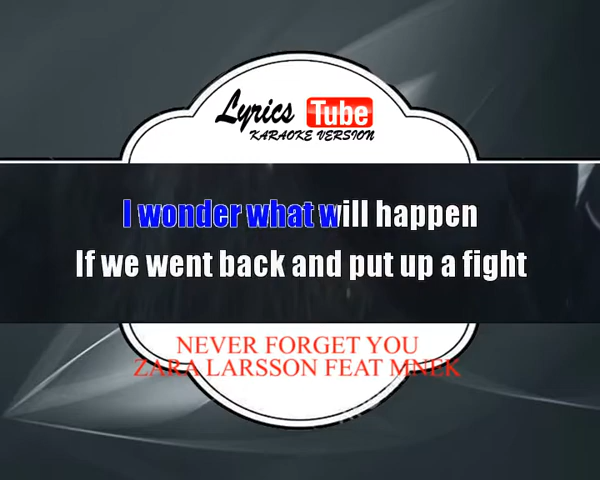 Lyrics Tube
KARAOKE VERSION
I wonder what will happen
If we went back and put up a fight
NEVER FORGET YOU
ZARA LARSSON FEAT MNEK